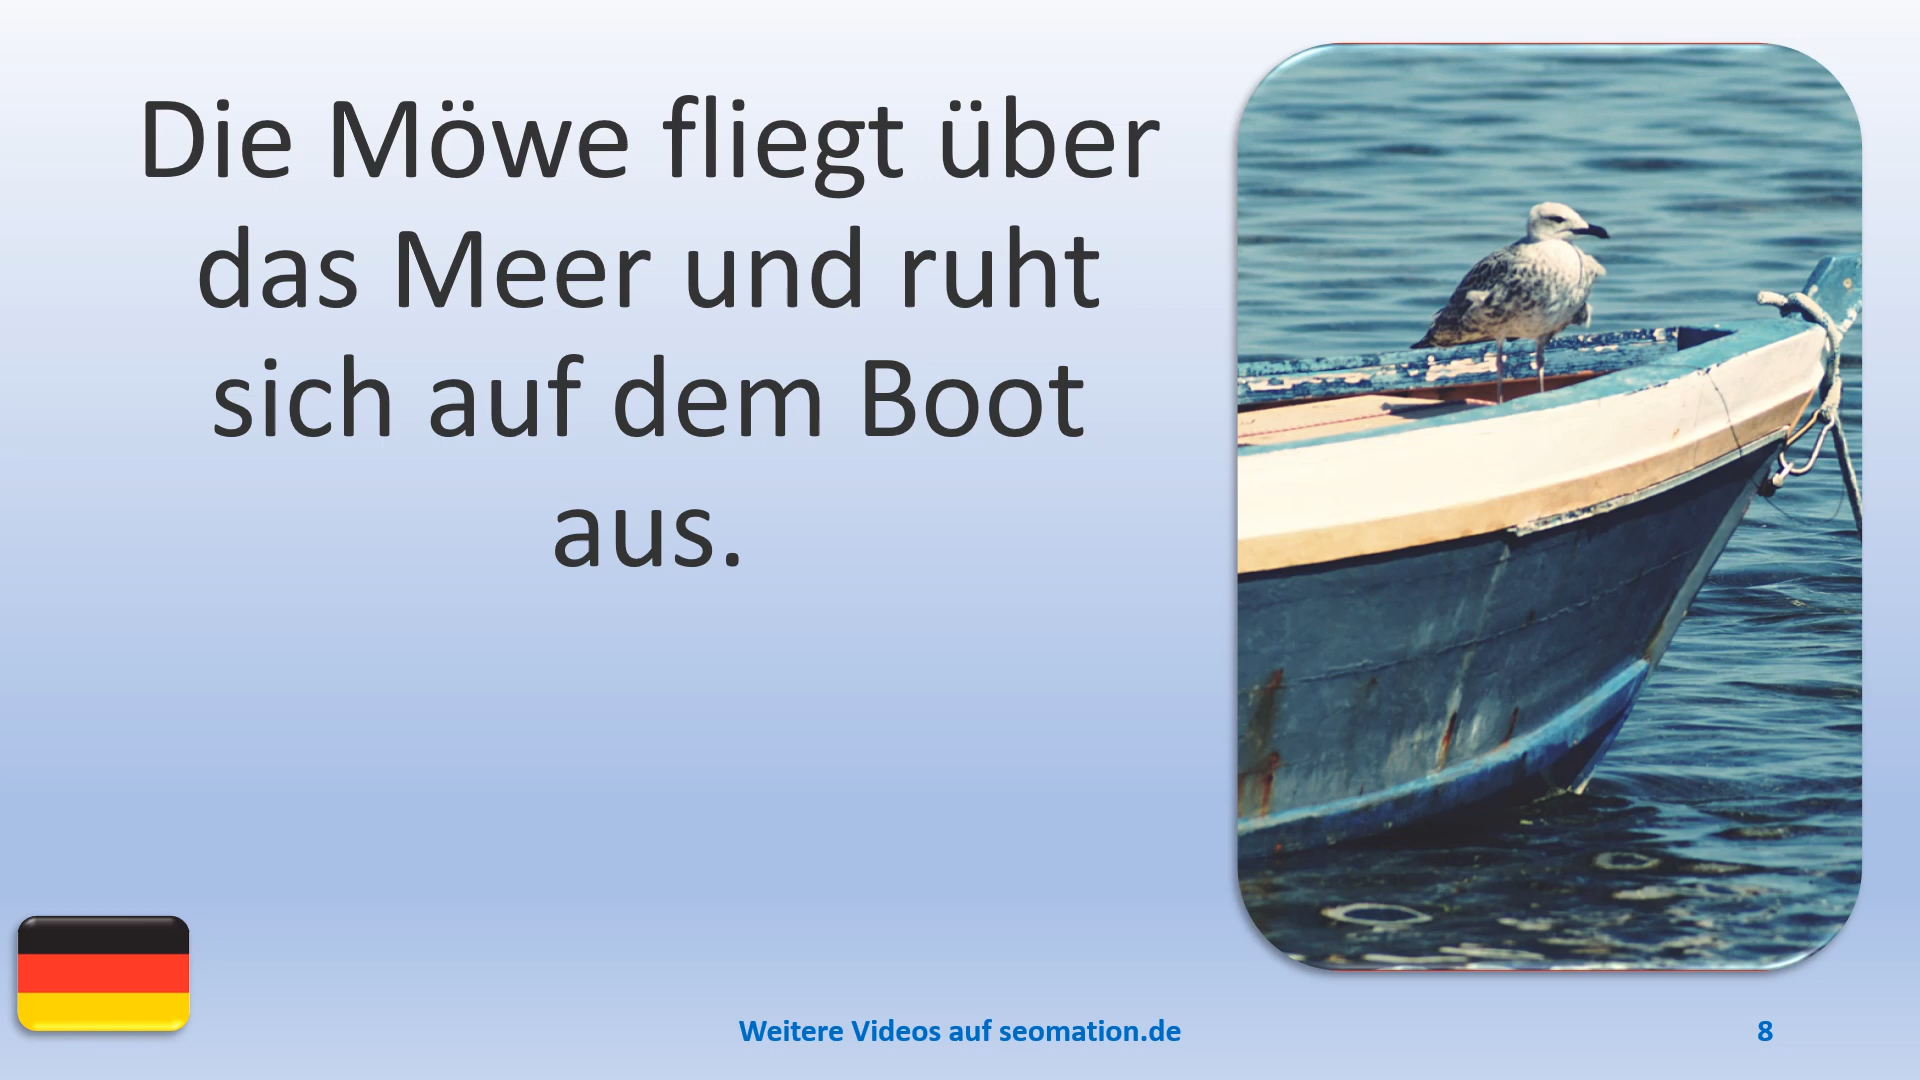 Die Möwe fliegt über
das Meer und ruht
sich auf dem Boot
aus.
Weitere Videos auf seomation.de
8